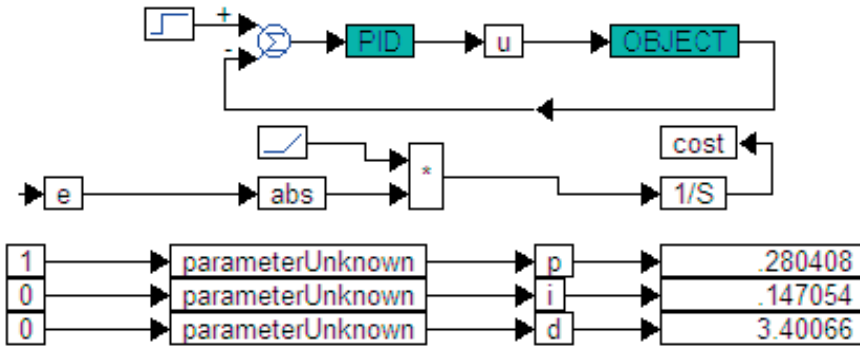 +
-
Σ PID u OBJECT
cost
*
e abs 1/S
1 parameterUnknown p .280408
0 parameterUnknown i .147054
0 parameterUnknown d 3.40066